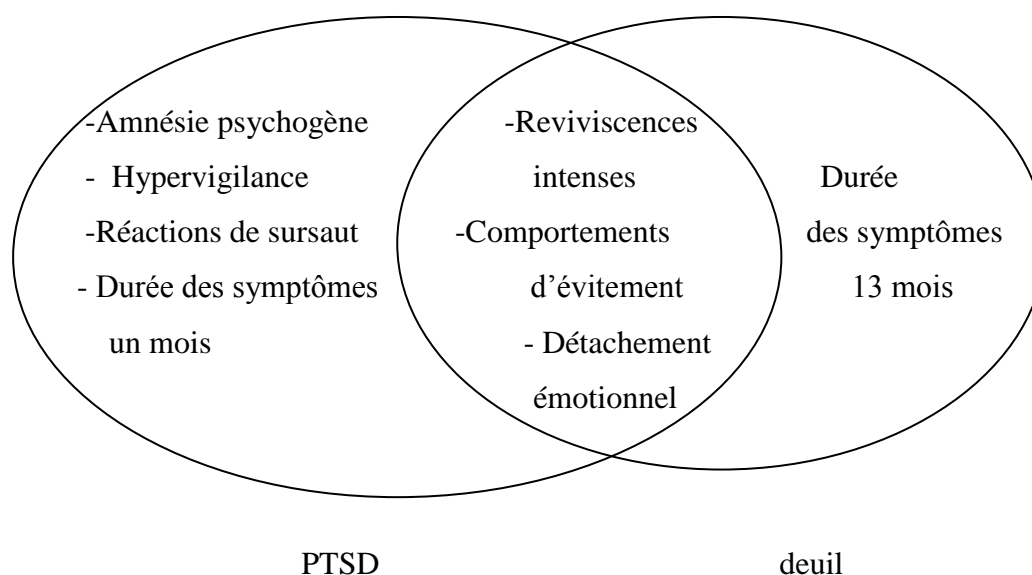 -Amnésie psychogène
- Hypervigilance
-Réactions de sursaut
- Durée des symptômes
un mois
-Reviviscences
intenses
-Comportements
d’évitement
- Détachement
émotionnel
Durée
des symptômes
13 mois
PTSD
deuil